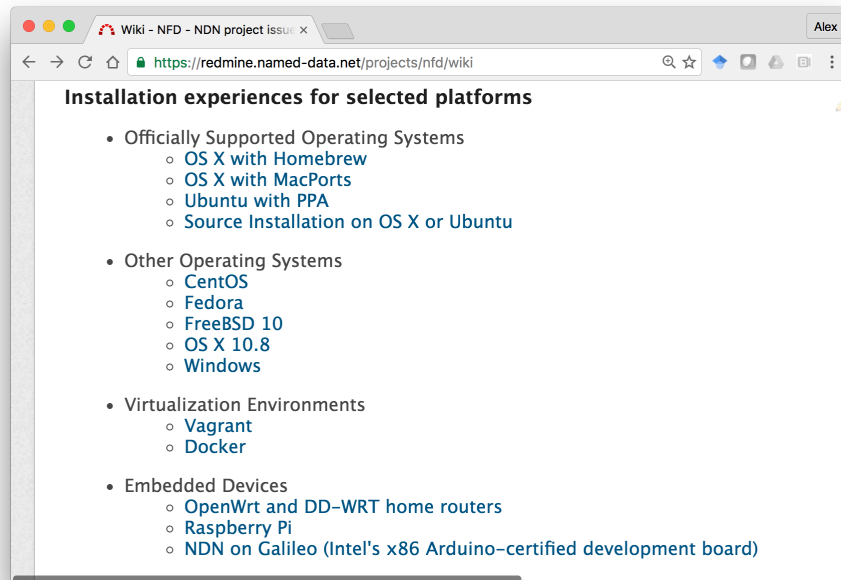 Wiki - NFD - NDN project issue
Alex
https://redmine.named-data.net/projects/nfd/wiki
Installation experiences for selected platforms
Officially Supported Operating Systems
OS X with Homebrew
OS X with MacPorts
Ubuntu with PPA
Source Installation on OS X or Ubuntu
Other Operating Systems
CentOS
Fedora
FreeBSD 10
OS X 10.8
Windows
Virtualization Environments
Vagrant
Docker
Embedded Devices
OpenWrt and DD-WRT home routers
Raspberry Pi
NDN on Galileo (Intel's x86 Arduino-certified development board)